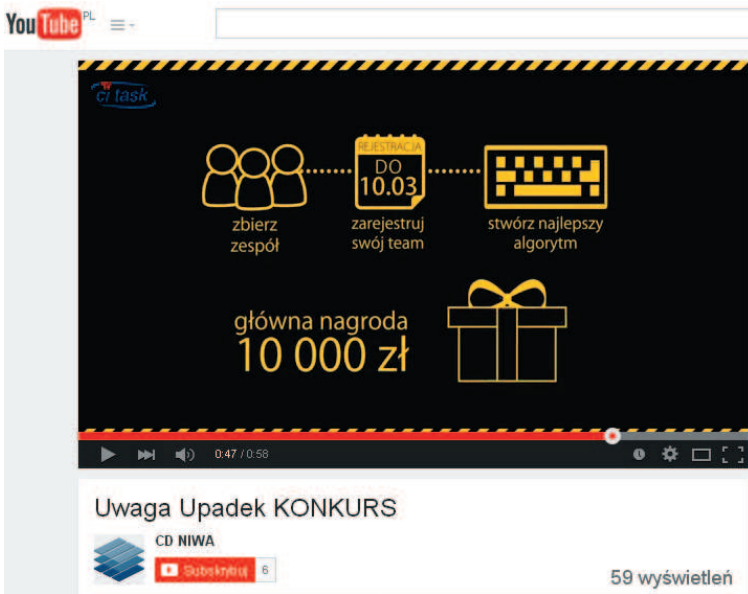 YouTube PL
ci task
REJESTRACJA
DO
10.03
zbierz
zespół
zarejestruj
swój team
stwórz najlepszy
algorytm
główna nagroda
10 000 zł
0:47 / 0:58
Uwaga Upadek KONKURS
CD NIWA
Subskrybuj 6
59 wyświetleń